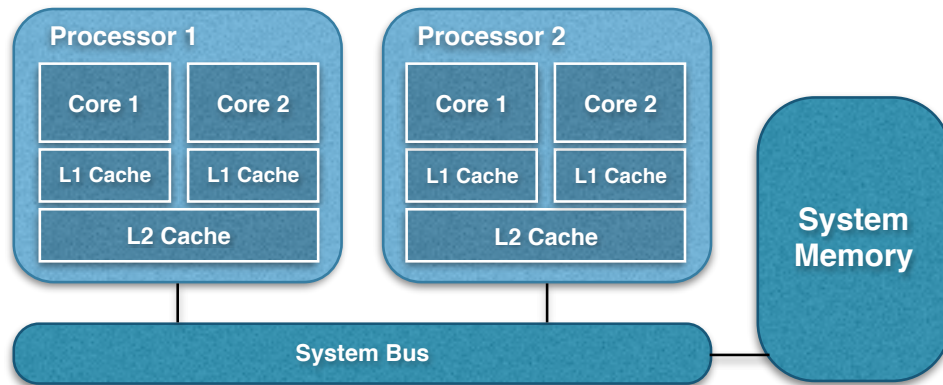 Processor 1
Core 1
Core 2
L1 Cache
L1 Cache
L2 Cache
Processor 2
Core 1
Core 2
L1 Cache
L1 Cache
L2 Cache
System
Memory
System Bus